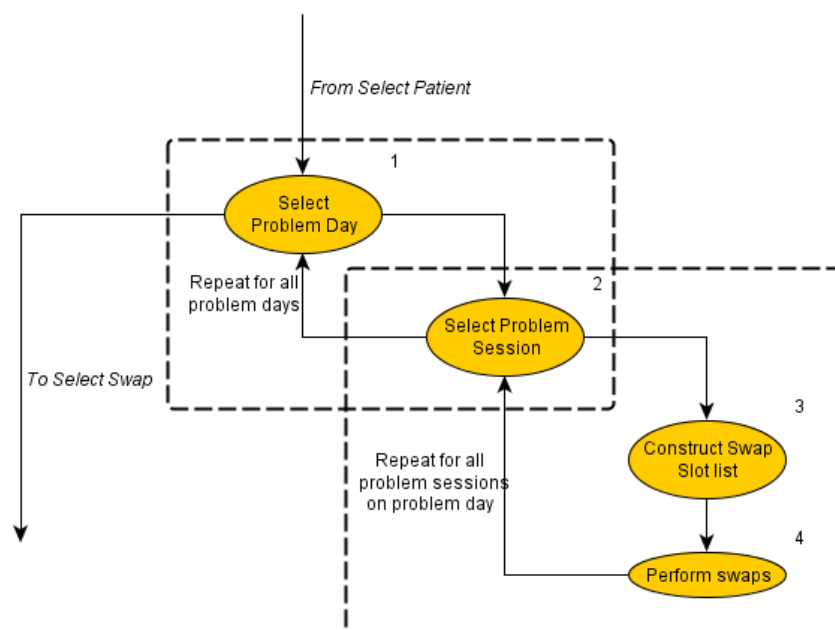 From Select Patient
1
Select
Problem Day
Repeat for all
problem days
2
Select Problem
Session
To Select Swap
3
Construct Swap
Slot list
Repeat for all
problem sessions
on problem day
4
Perform swaps